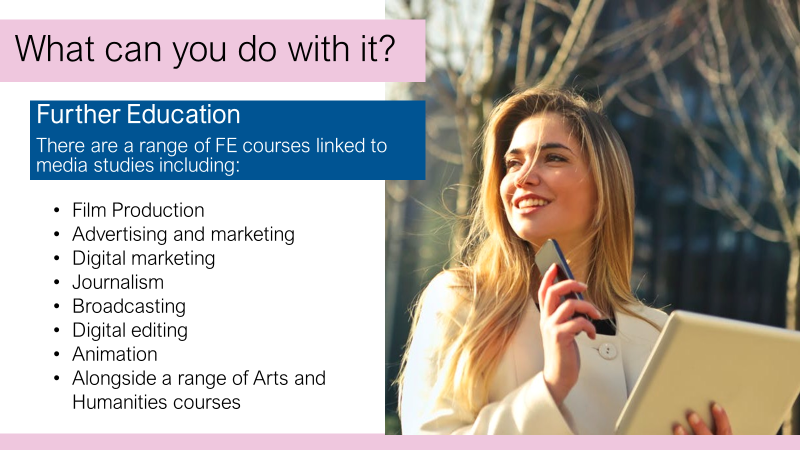 What can you do with it?
Further Education
There are a range of FE courses linked to
media studies including:
• Film Production
• Advertising and marketing
• Digital marketing
• Journalism
• Broadcasting
• Digital editing
• Animation
• Alongside a range of Arts and
Humanities courses